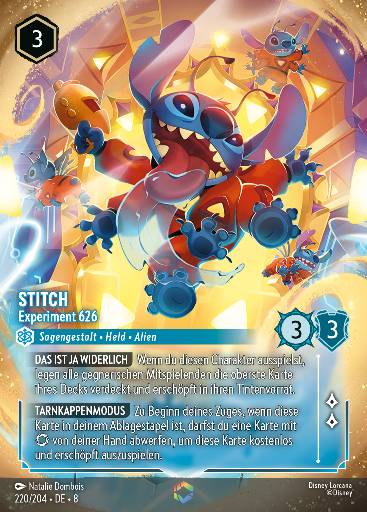 3
STITCH
Experiment 626
Sagengestalt • Held • Alien
3 3
DAS IST JA WIDERLICH Wenn du diesen Charakter ausspielst,
legen alle gegnerischen Mitspielenden die oberste Karte
ihres Decks verdeckt und erschöpft in ihren Tintenvorrat.
TARNKAPPENMODUS Zu Beginn deines Zuges, wenn diese
Karte in deinem Ablagestapel ist, darfst du eine Karte mit
von deiner Hand abwerfen, um diese Karte kostenlos
und erschöpft auszuspielen.
Natalie Dombois
220/204 • DE • 8
Disney Lorcana
©Disney